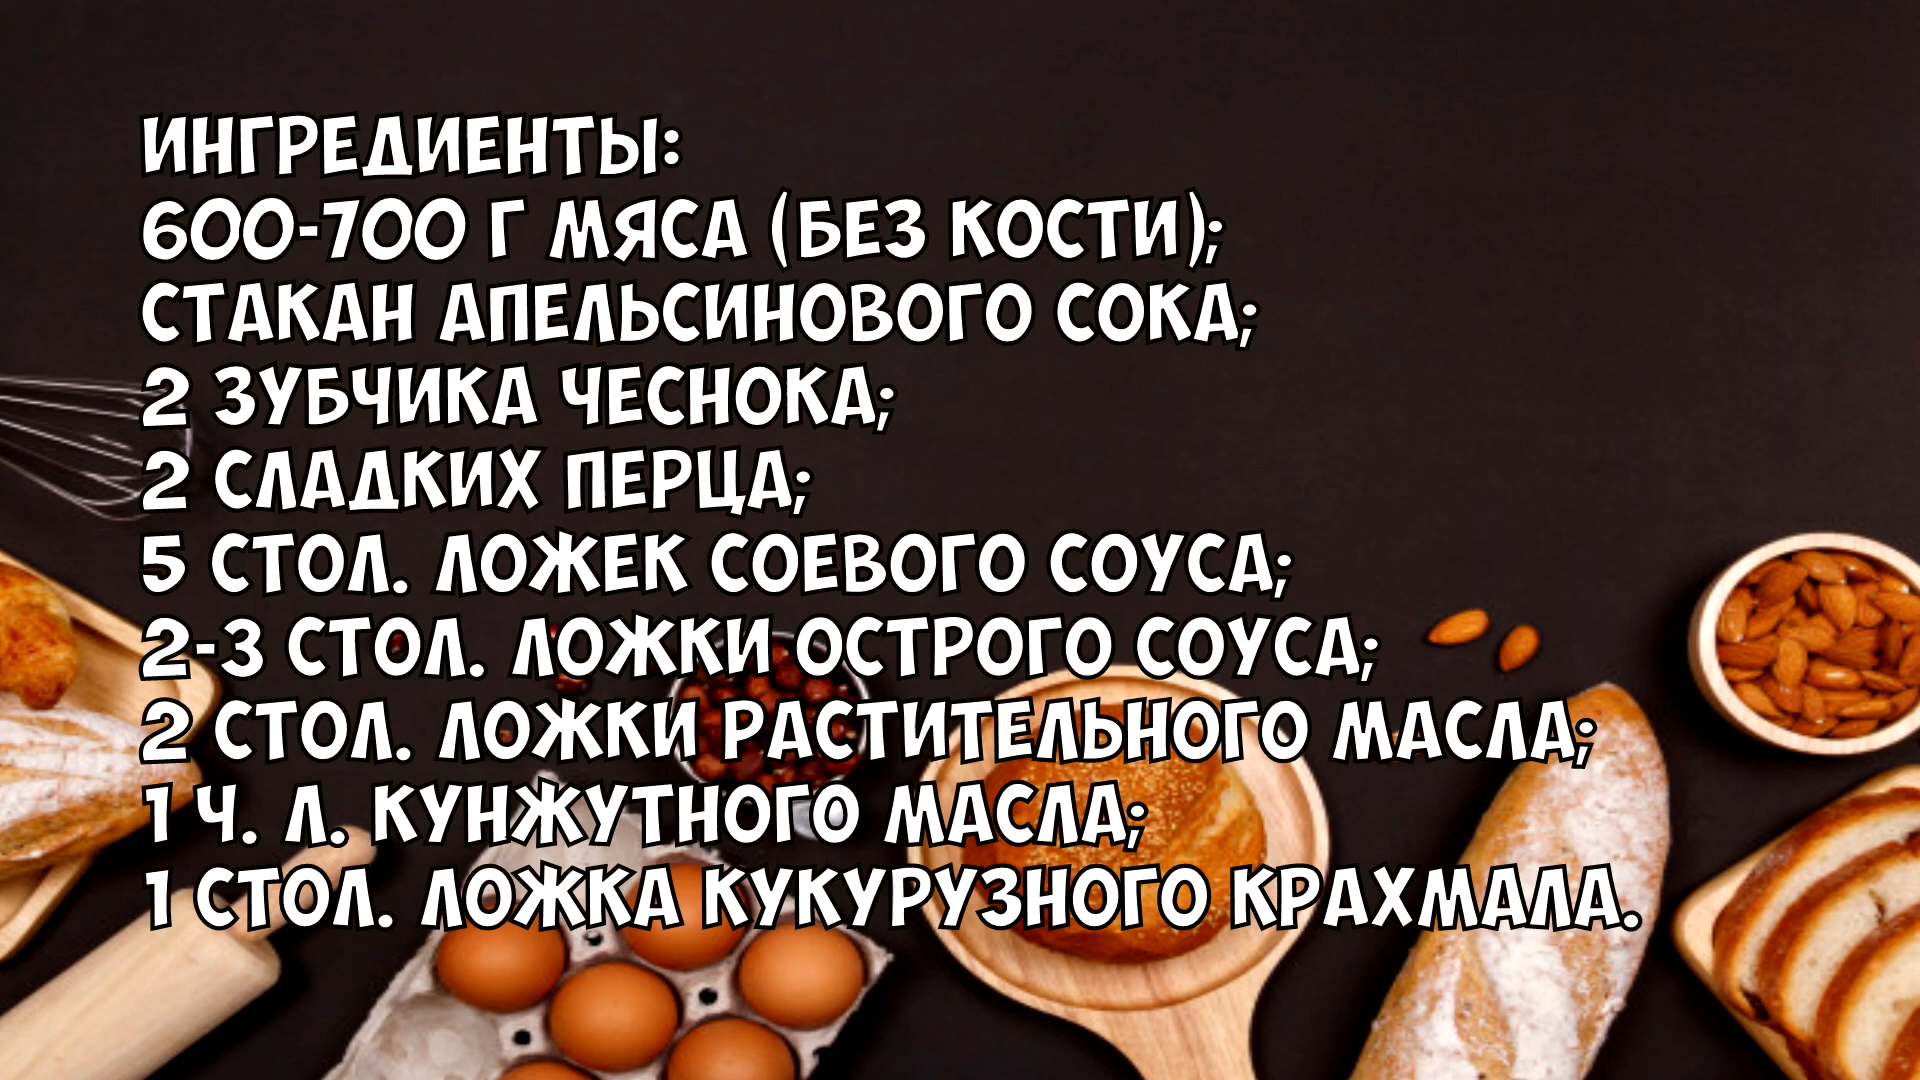 ИНГРЕДИЕНТЫ:
600-700 Г МЯСА (БЕЗ КОСТИ);
СТАКАН АПЕЛЬСИНОВОГО СОКА;
2 ЗУБЧИКА ЧЕСНОКА;
2 СЛАДКИХ ПЕРЦА;
5 СТОЛ. ЛОЖЕК СОЕВОГО СОУСА;
2-3 СТОЛ. ЛОЖКИ ОСТРОГО СОУСА;
2 СТОЛ. ЛОЖКИ РАСТИТЕЛЬНОГО МАСЛА;
1 Ч. Л. КУНЖУТНОГО МАСЛА;
1 СТОЛ. ЛОЖКА КУКУРУЗНОГО КРАХМАЛА.